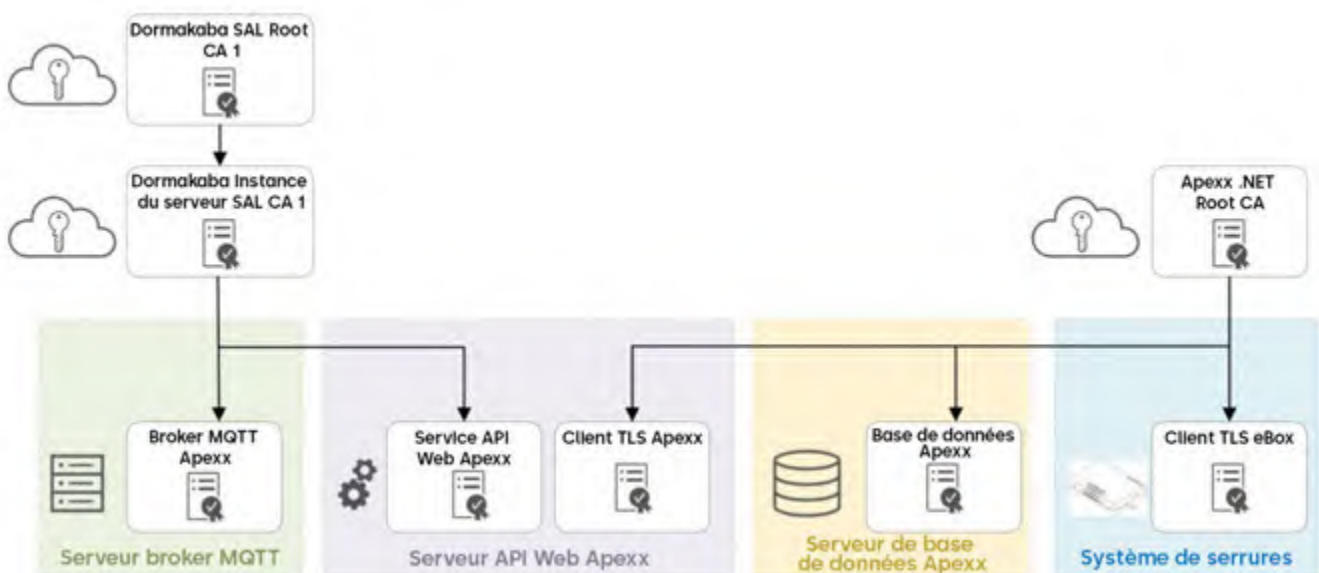 Dormakaba SAL Root
CA 1
Dormakaba Instance
du serveur SAL CA 1
Apexx .NET
Root CA
Broker MQTT
Apexx
Service API
Web Apexx
Client TLS Apexx
Base de données
Apexx
Client TLS eBox
Serveur broker MQTT
Serveur API Web Apexx
Serveur de base
de données Apexx
Système de serrures